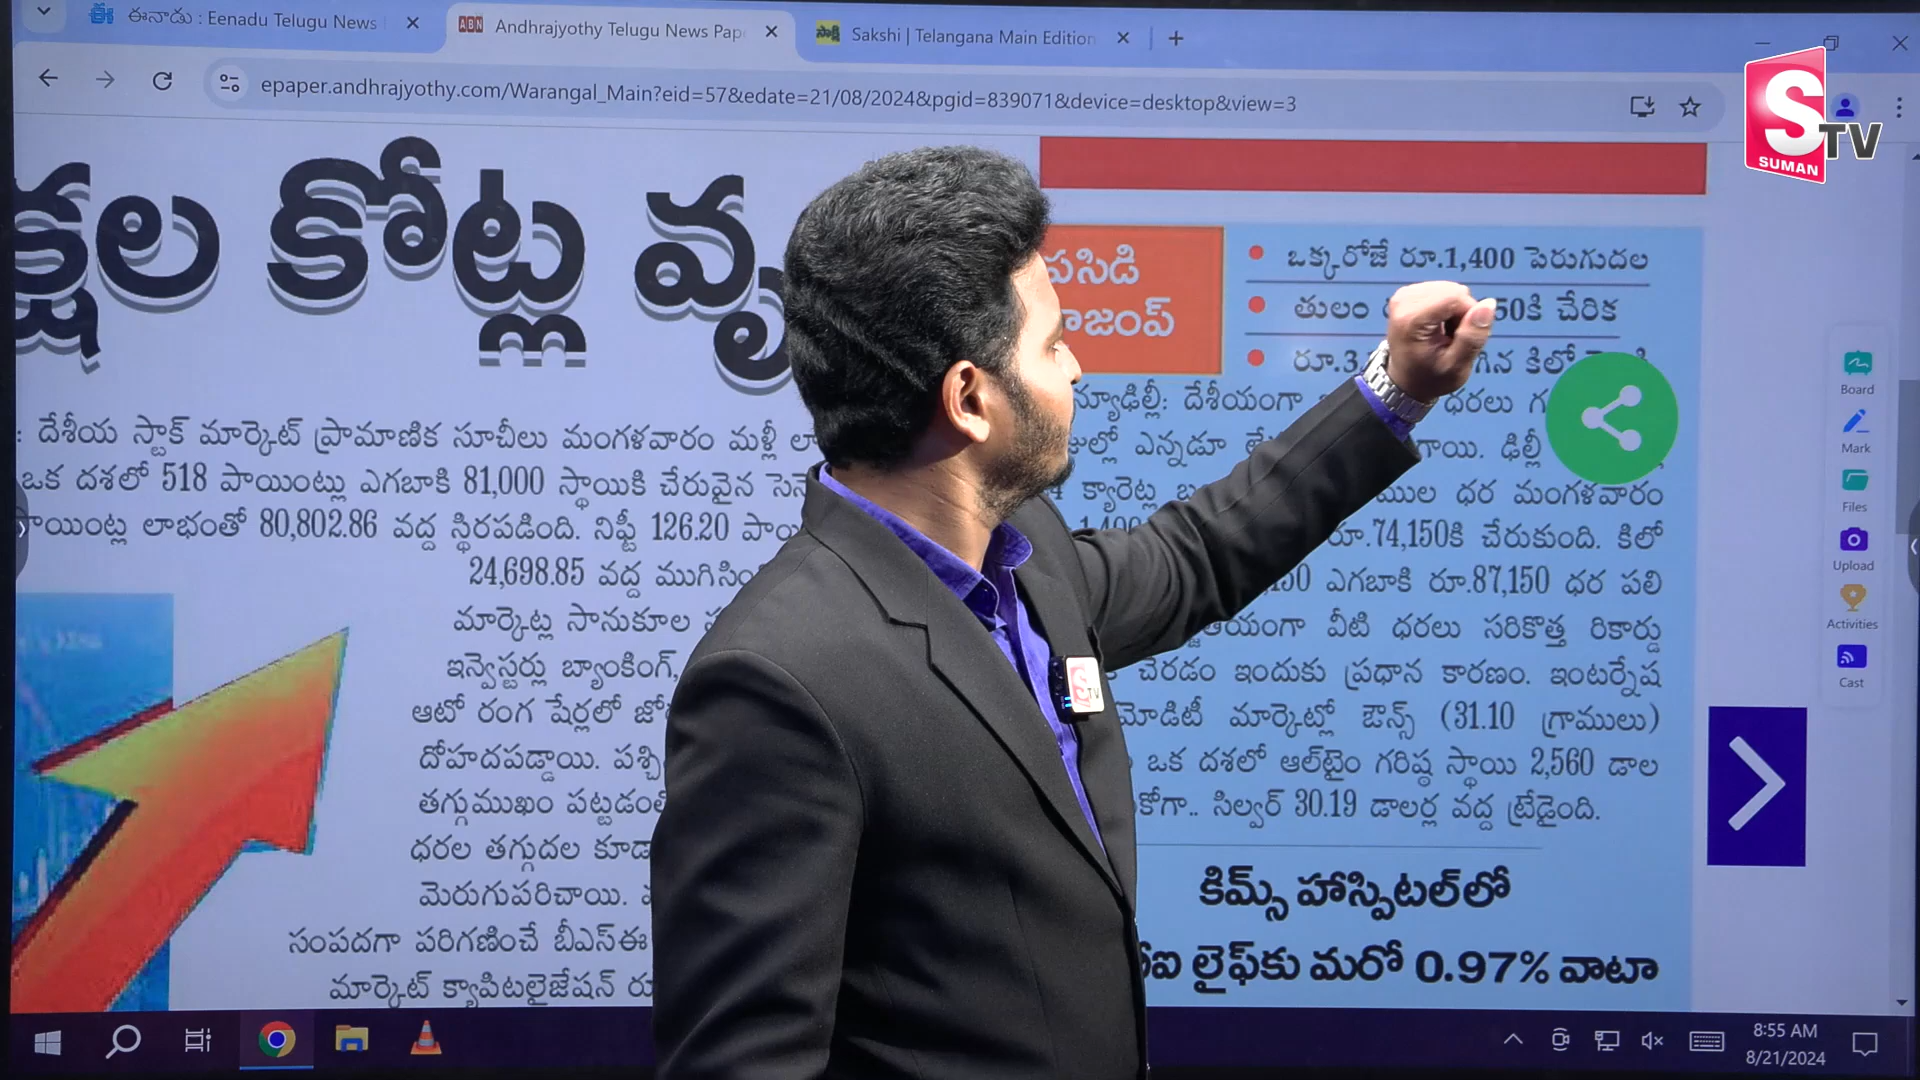 ఈనాడు : Eenadu Telugu News
Andhrajyothy Telugu News Pap
Sakshi | Telangana Main Edition
epaper.andhrajyothy.com/Warangal_Main?eid=57&edate=21/08/2024&pgid=839071&device=desktop&view=3
S TV
SUMAN
కోట్ల
పసిడి
ఒక్కరోజే రూ.1,400 పెరుగుదల
తులం 50కి చేరిక
రూ.3, కిలో
న్యూఢిల్లీ: దేశీయంగా ధరలు
ఎన్నడూ ఢిల్లీ
క్యారెట్ల ధర మంగళవారం
రూ.74,150కి చేరుకుంది. కిలో
ఎగబాకి రూ.87,150 ధర పలి
వీటి ధరలు సరికొత్త రికార్డు
చేరడం ఇందుకు ప్రధాన కారణం. ఇంటర్నేష
మార్కెట్లో ఔన్స్ (31.10 గ్రాములు)
ఒక దశలో ఆల్‌టైం గరిష్ఠ స్థాయి 2,560 డాల
సిల్వర్ 30.19 డాలర్ల వద్ద ట్రేడైంది.
కిమ్స్ హాస్పిటల్‌లో
లైఫ్‌కు మరో 0.97% వాటా
: దేశీయ స్టాక్ మార్కెట్ ప్రామాణిక సూచీలు మంగళవారం మళ్లీ
ఒక దశలో 518 పాయింట్లు ఎగబాకి 81,000 స్థాయికి చేరువైన
పాయింట్ల లాభంతో 80,802.86 వద్ద స్థిరపడింది. నిఫ్టీ 126.20
24,698.85 వద్ద
మార్కెట్ల సానుకూల
ఇన్వెస్టర్లు బ్యాంకింగ్,
ఆటో రంగ షేర్లలో
దోహదపడ్డాయి.
తగ్గుముఖం
ధరల తగ్గుదల
మెరుగుపరిచాయి.
సంపదగా పరిగణించే బీఎస్ఈ
మార్కెట్ క్యాపిటలైజేషన్
Board
Mark
Files
Upload
Activities
Cast
S TV
8:55 AM
8/21/2024